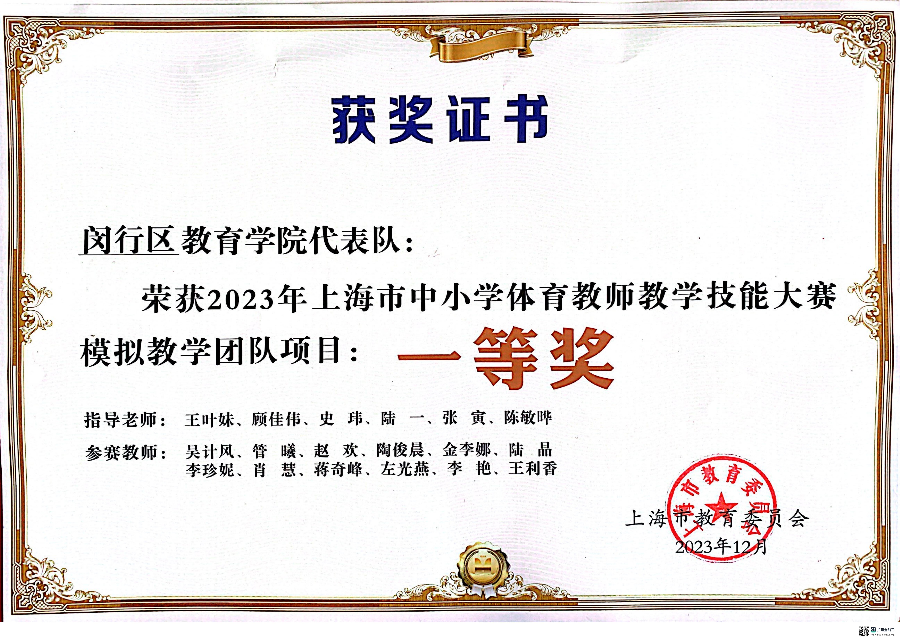 获奖证书
闵行区教育学院代表队：
荣获2023年上海市中小学体育教师教学技能大赛
模拟教学团队项目：一等奖
指导老师：王叶妹、顾佳伟、史 玮、陆 一、张 寅、陈敏晔
参赛教师：吴计风、管 曦、赵 欢、陶俊晨、金李娜、陆 品
李珍妮、肖 慧、蒋奇峰、左光燕、李 艳、王利香
上海市教育委员会
上海市教育委员会
2023年12月